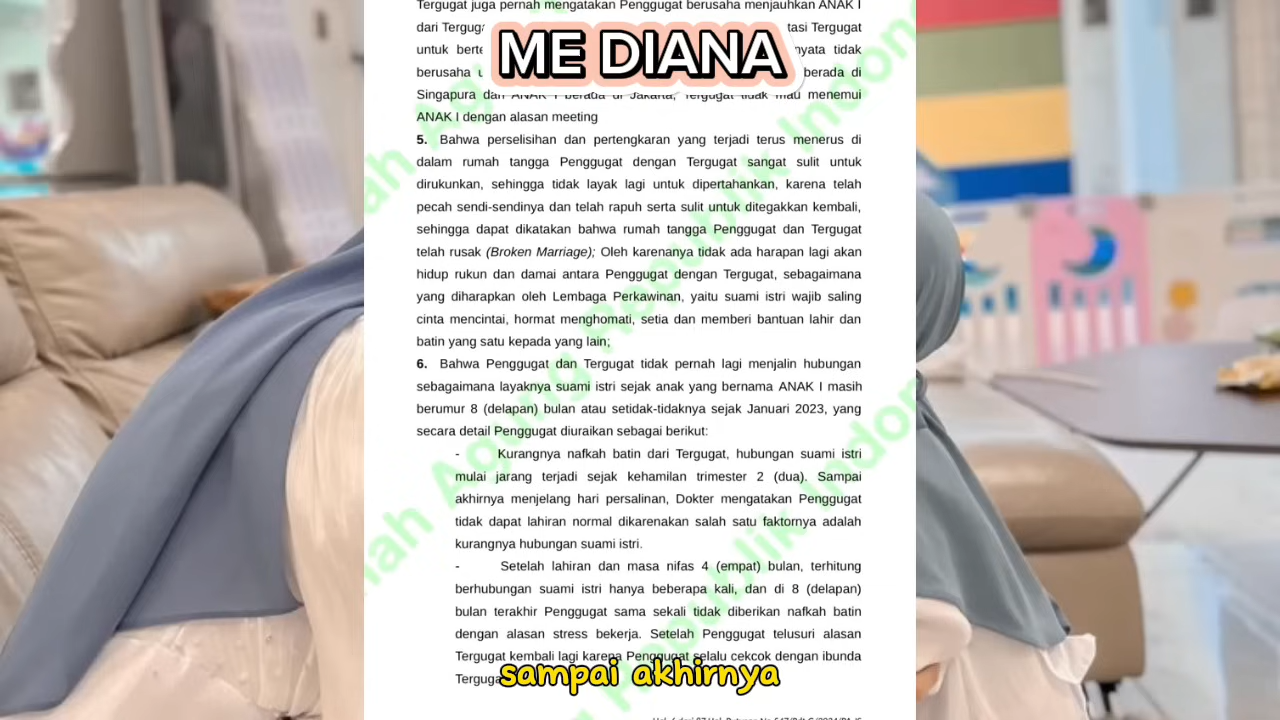 Tergugat juga pernah mengatakan Penggugat berusaha menjauhkan ANAK I
dari Terguga tasi Tergugat
ME DIANA
untuk berte nyata tidak
berusaha u berada di
Singapura dan ANAK I berada di Jakarta, Tergugat tidak mau menemui
ANAK I dengan alasan meeting
5. Bahwa perselisihan dan pertengkaran yang terjadi terus menerus di
dalam rumah tangga Penggugat dengan Tergugat sangat sulit untuk
dirukunkan, sehingga tidak layak lagi untuk dipertahankan, karena telah
pecah sendi-sendinya dan telah rapuh serta sulit untuk ditegakkan kembali,
sehingga dapat dikatakan bahwa rumah tangga Penggugat dan Tergugat
telah rusak (Broken Marriage); Oleh karenanya tidak ada harapan lagi akan
hidup rukun dan damai antara Penggugat dengan Tergugat, sebagaimana
yang diharapkan oleh Lembaga Perkawinan, yaitu suami istri wajib saling
cinta mencintai, hormat menghomati, setia dan memberi bantuan lahir dan
batin yang satu kepada yang lain;
6. Bahwa Penggugat dan Tergugat tidak pernah lagi menjalin hubungan
sebagaimana layaknya suami istri sejak anak yang bernama ANAK I masih
berumur 8 (delapan) bulan atau setidak-tidaknya sejak Januari 2023, yang
secara detail Penggugat diuraikan sebagai berikut:
- Kurangnya nafkah batin dari Tergugat, hubungan suami istri
mulai jarang terjadi sejak kehamilan trimester 2 (dua). Sampai
akhirnya menjelang hari persalinan, Dokter mengatakan Penggugat
tidak dapat lahiran normal dikarenakan salah satu faktornya adalah
kurangnya hubungan suami istri.
- Setelah lahiran dan masa nifas 4 (empat) bulan, terhitung
berhubungan suami istri hanya beberapa kali, dan di 8 (delapan)
bulan terakhir Penggugat sama sekali tidak diberikan nafkah batin
dengan alasan stress bekerja. Setelah Penggugat telusuri alasan
Tergugat kembali lagi karena Penggugat selalu cekcok dengan ibunda
Terguga
sampai akhirnya